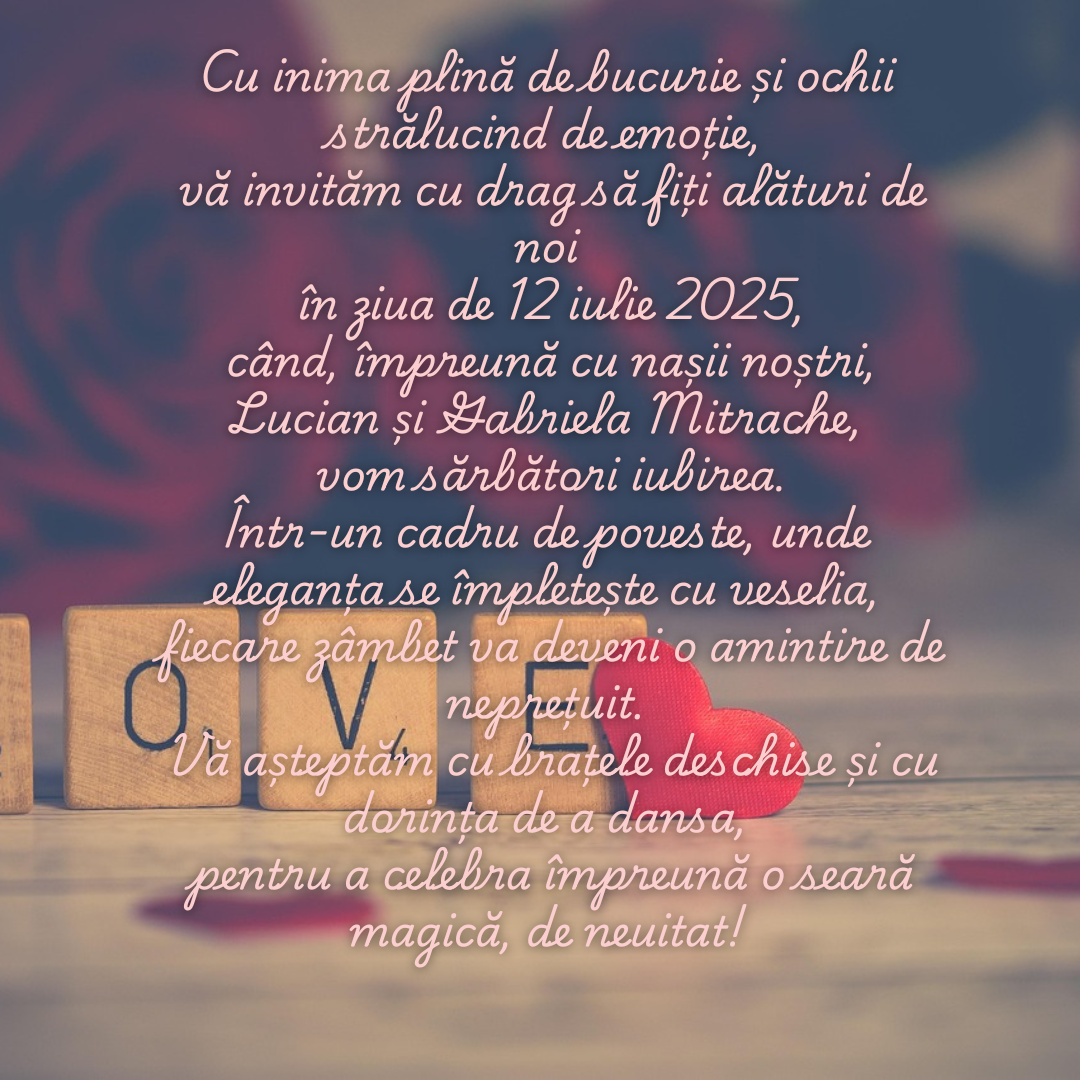 Cu inima plină de bucurie și ochii
strălucind de emoție,
vă invităm cu drag să fiți alături de
noi
în ziua de 12 iulie 2025,
când, împreună cu nașii noștri,
Lucian și Gabriela Mitrache,
vom sărbători iubirea.
Într-un cadru de poveste, unde
eleganța se împletește cu veselia,
fiecare zâmbet va deveni o amintire de
neprețuit.
Vă așteptăm cu brațele deschise și cu
dorința de a dansa,
pentru a celebra împreună o seară
magică, de neuitat!
O V4 E